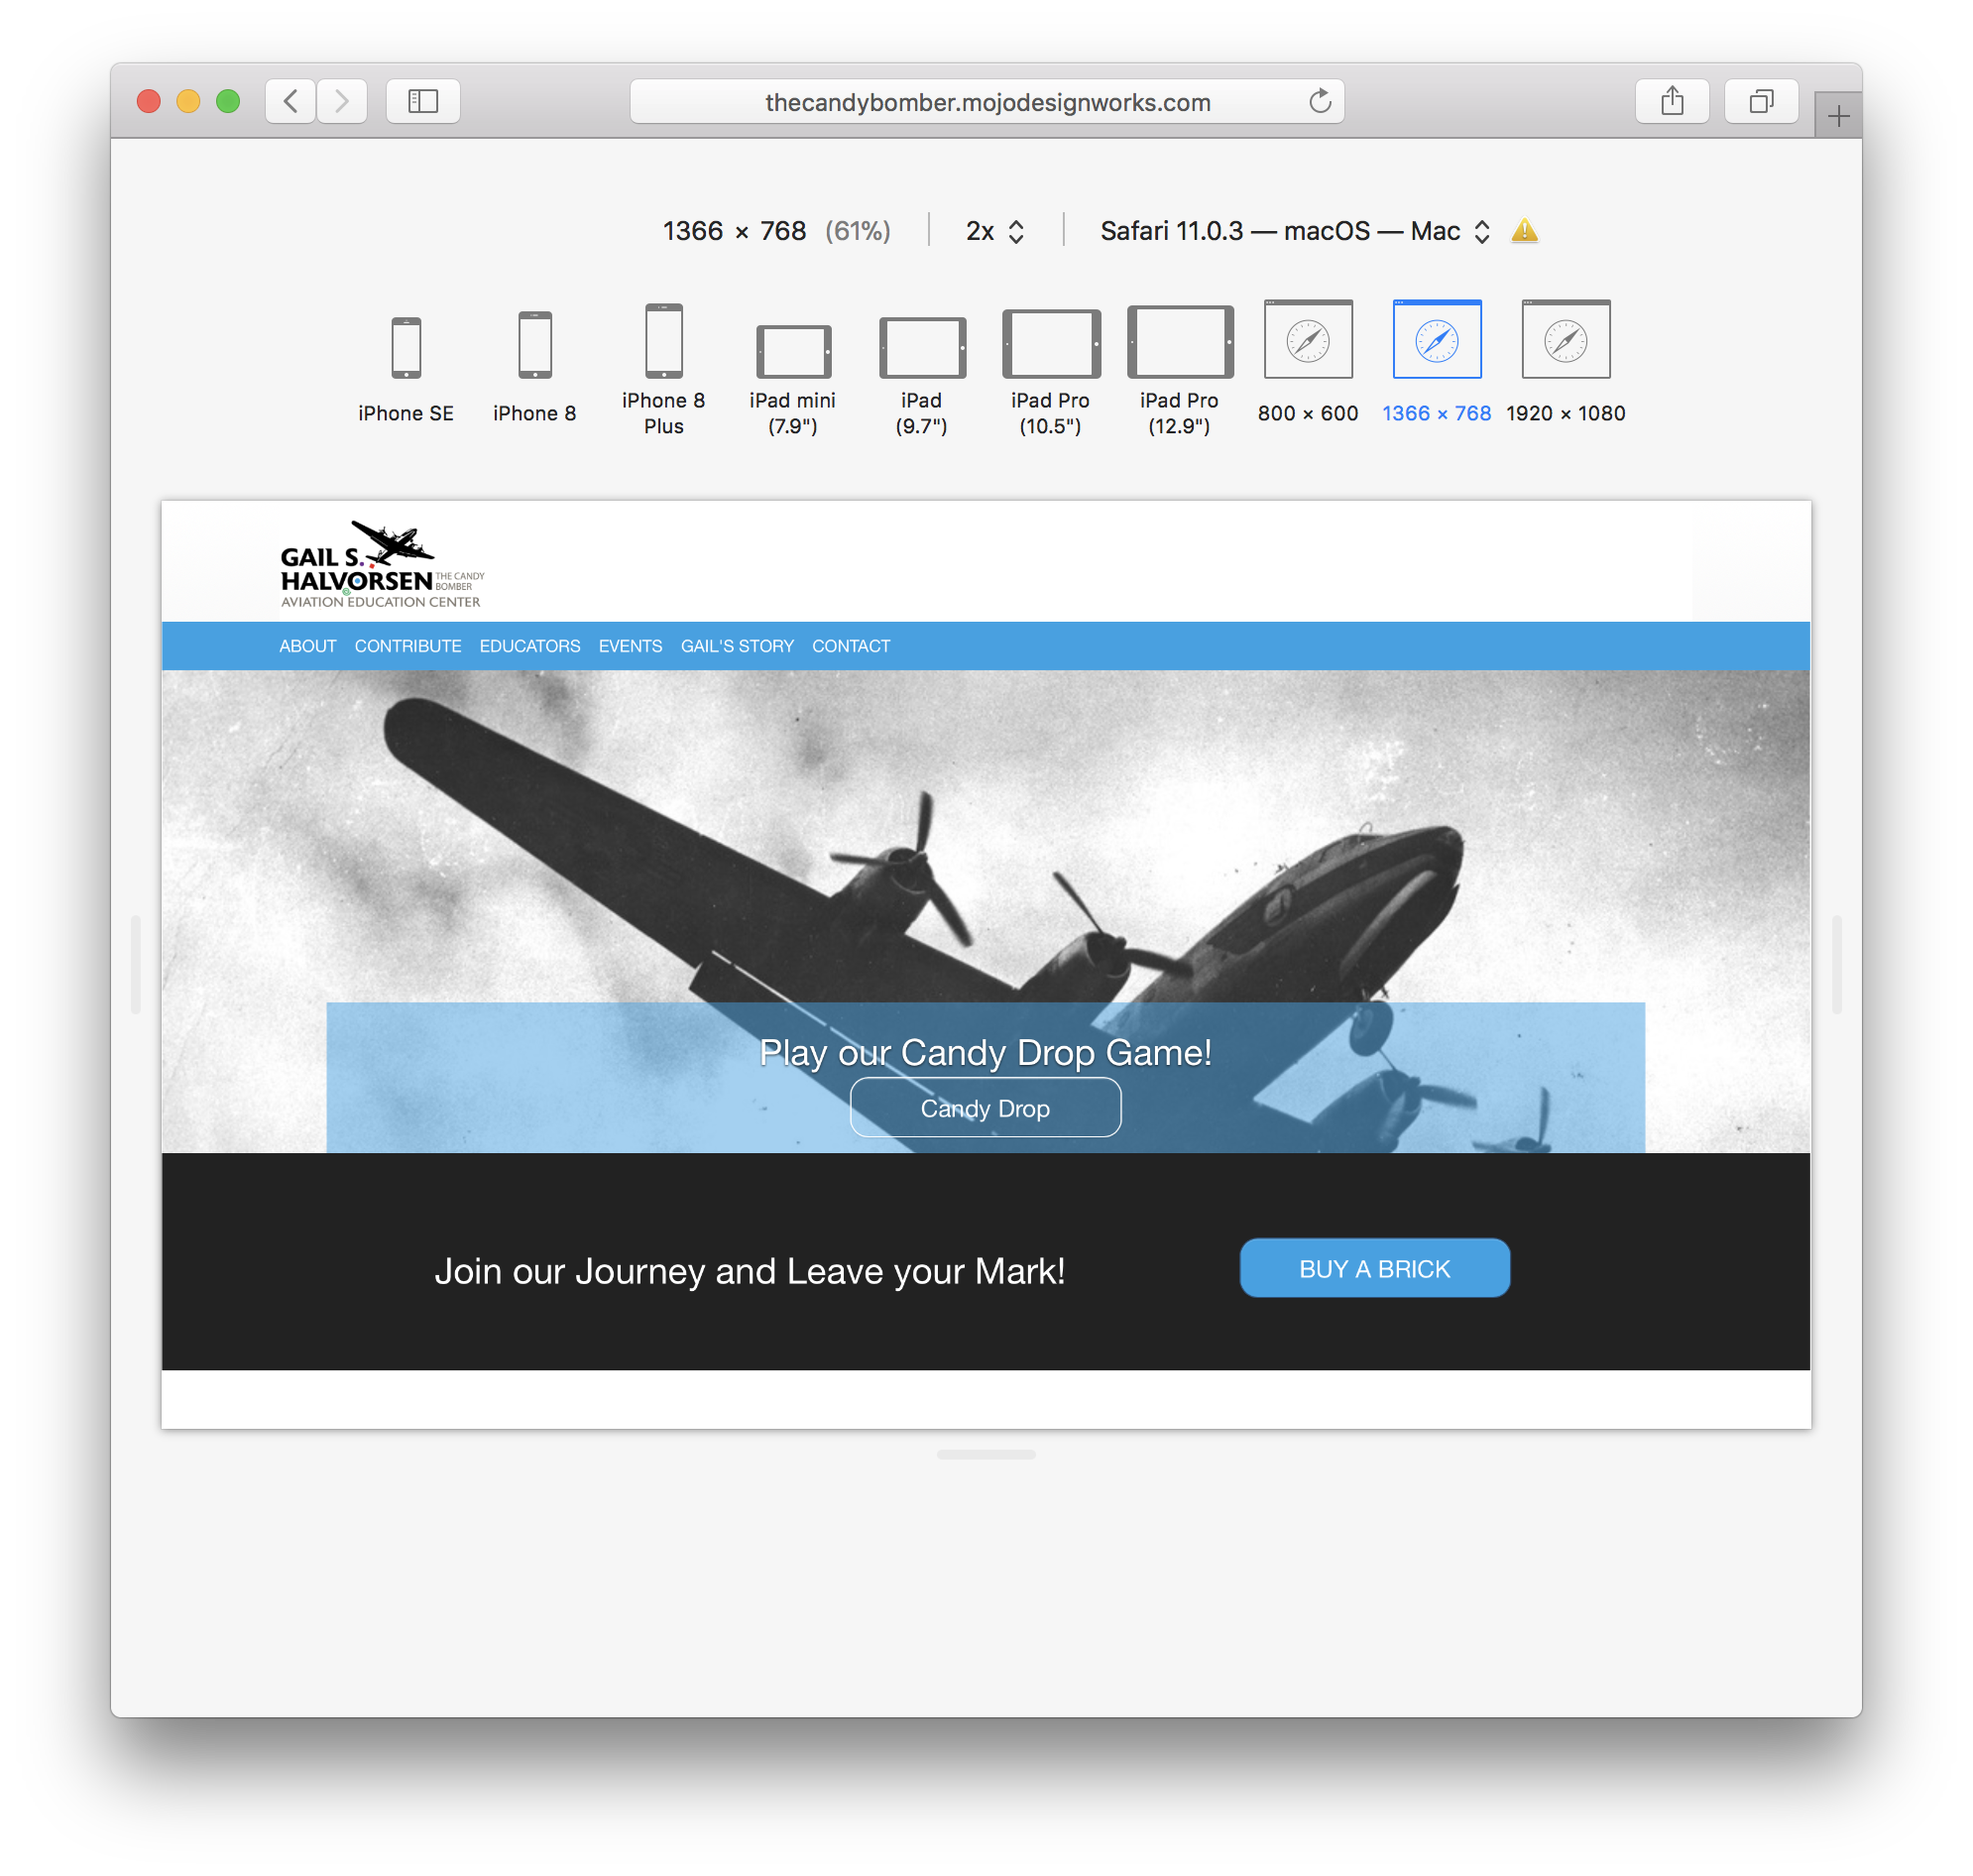 thecandybomber.mojodesignworks.com
1366 × 768 (61%) 2x Safari 11.0.3 — macOS — Mac
iPhone SE
iPhone 8
iPhone 8
Plus
iPad mini
(7.9")
iPad
(9.7")
iPad Pro
(10.5")
iPad Pro
(12.9")
800 × 600
1366 × 768
1920 × 1080
GAIL S.
HALVORSEN THE CANDY
BOMBER
AVIATION EDUCATION CENTER
ABOUT CONTRIBUTE EDUCATORS EVENTS GAIL'S STORY CONTACT
Play our Candy Drop Game!
Candy Drop
Join our Journey and Leave your Mark!
BUY A BRICK